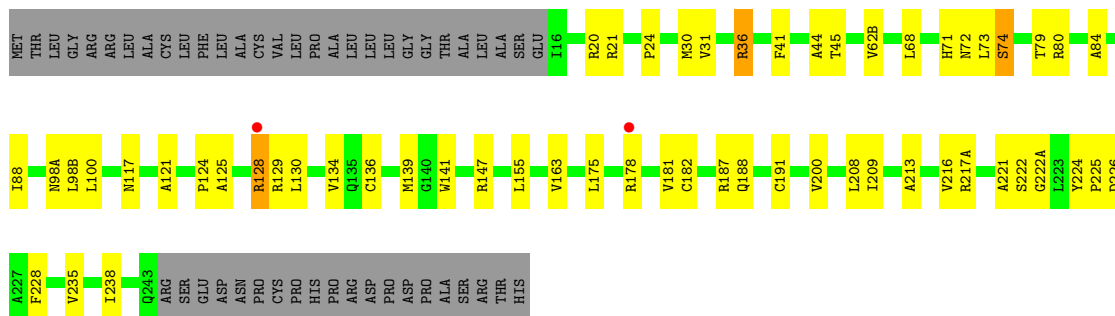 MET THR LEU GLY ARG ARG LEU ALA CYS LEU PHE LEU ALA CYS VAL LEU PRO ALA LEU LEU LEU GLY GLY THR ALA LEU ALA SER GLU I16 R20 R21 P24 M30 V31 R36 F41 A44 T45 V62B L68 H71 N72 L73 S74 T79 R80 A84
I88 N98A L98B L100 N117 A121 P124 A125 R128 R129 L130 V134 Q135 C136 M139 G140 W141 R147 L155 V163 L175 R178 V181 C182 R187 Q188 C191 V200 L208 I209 A213 V216 R217A A221 S222 G222A L223 Y224 P225
A227 F228 V235 I238 Q243 ARG SER GLU ASP ASN PRO CYS PRO HIS PRO ARG ASP PRO ASP PRO ALA SER ARG THR HIS